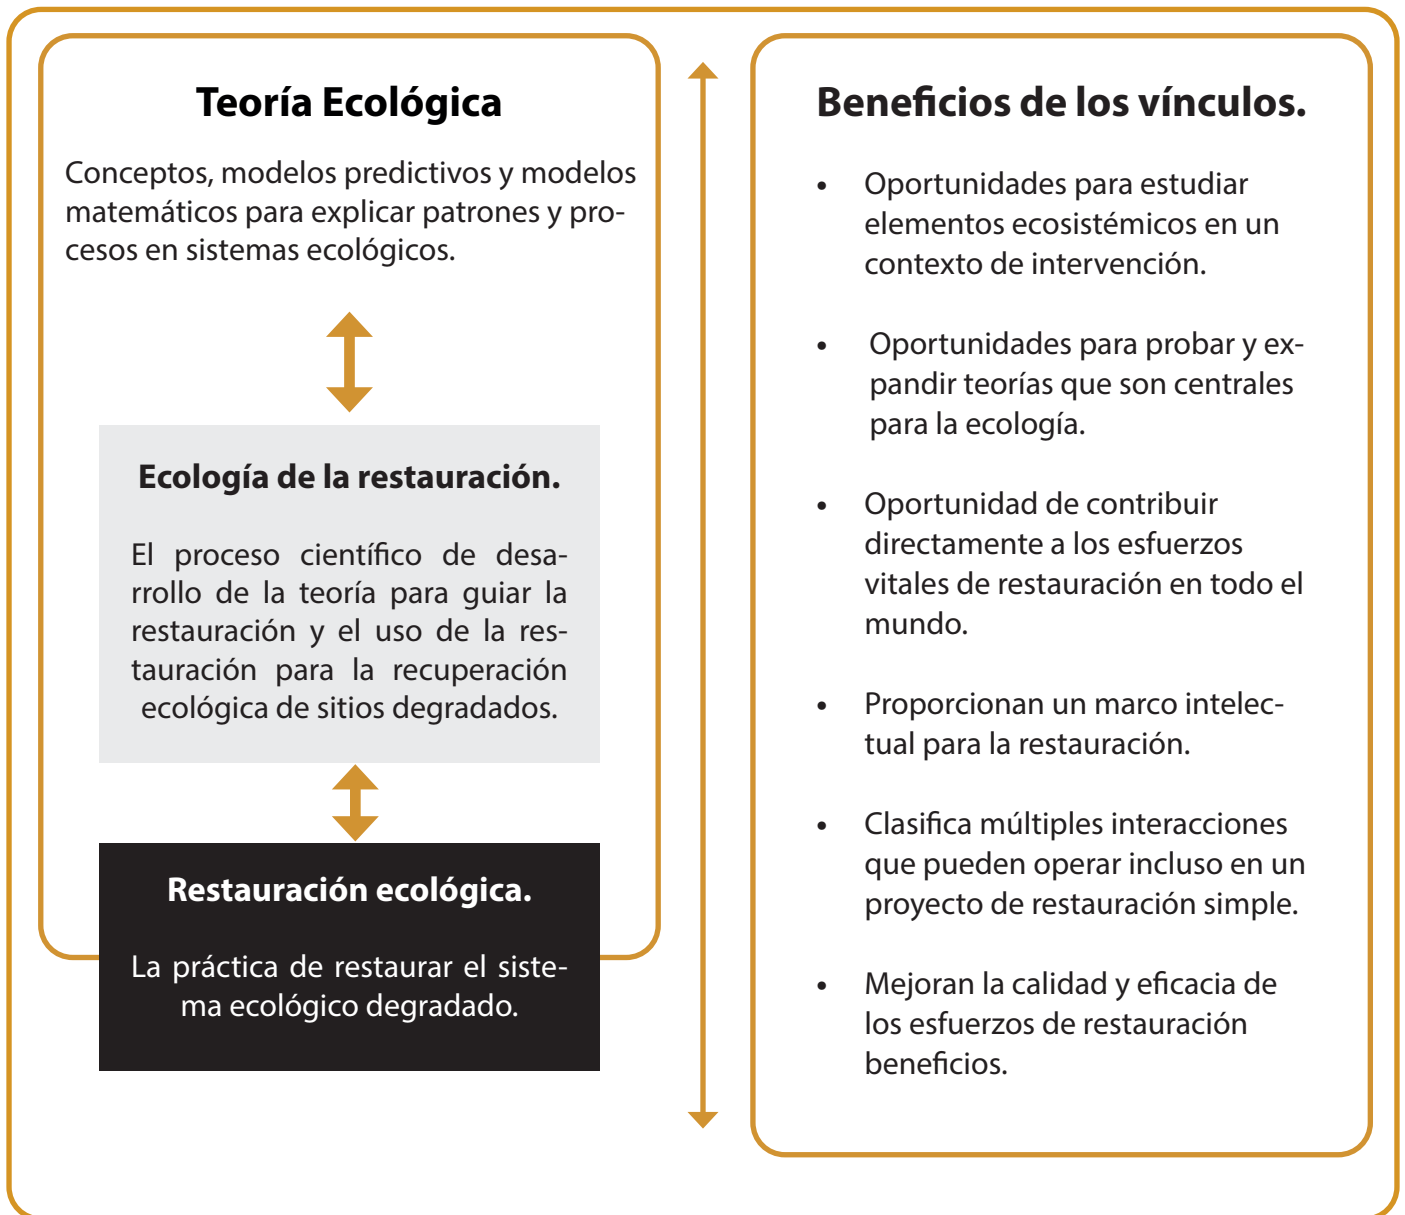 Teoría Ecológica
Conceptos, modelos predictivos y modelos
matemáticos para explicar patrones y pro-
cesos en sistemas ecológicos.
Ecología de la restauración.
El proceso científico de desa-
rrollo de la teoría para guiar la
restauración y el uso de la res-
tauración para la recuperación
ecológica de sitios degradados.
Restauración ecológica.
La práctica de restaurar el siste-
ma ecológico degradado.
Beneficios de los vínculos.
• Oportunidades para estudiar
elementos ecosistémicos en un
contexto de intervención.
• Oportunidades para probar y ex-
pandir teorías que son centrales
para la ecología.
• Oportunidad de contribuir
directamente a los esfuerzos
vitales de restauración en todo el
mundo.
• Proporcionan un marco intelec-
tual para la restauración.
• Clasifica múltiples interacciones
que pueden operar incluso en un
proyecto de restauración simple.
• Mejoran la calidad y eficacia de
los esfuerzos de restauración
beneficios.